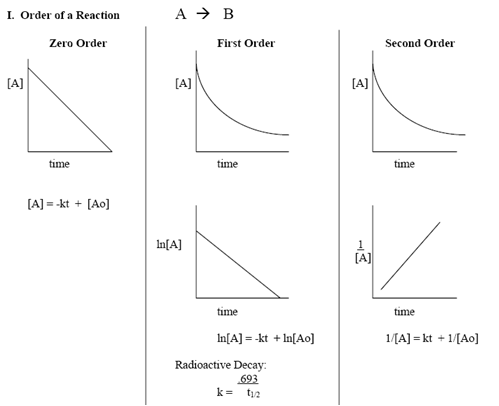 I. Order of a Reaction
A → B
Zero Order
First Order
Second Order
[A]
time
[A]
time
[A]
time
[A] = -kt + [Ao]
ln[A]
time
1
[A]
time
ln[A] = -kt + ln[Ao]
1/[A] = kt + 1/[Ao]
Radioactive Decay:
k = .693
t1/2